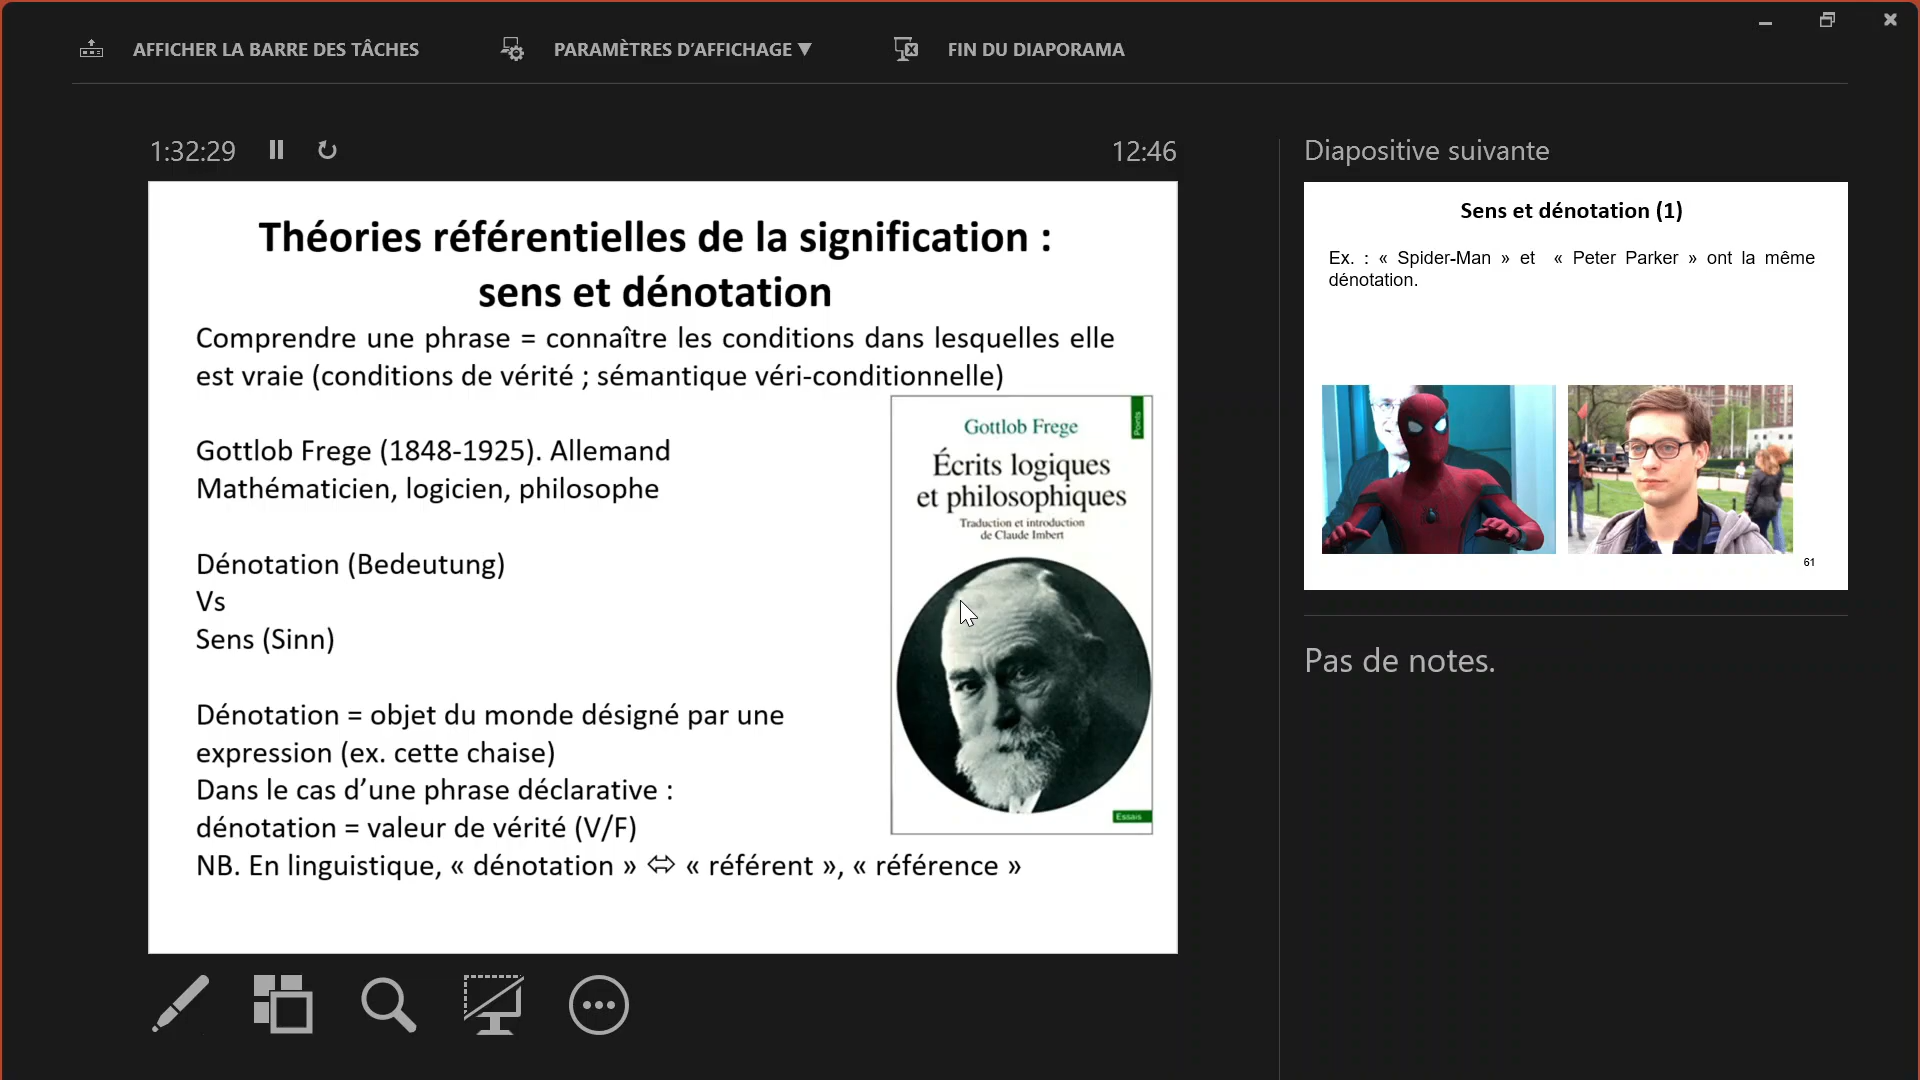 AFFICHER LA BARRE DES TÂCHES
PARAMÈTRES D'AFFICHAGE ▼
FIN DU DIAPORAMA
1:32:29
12:46
Théories référentielles de la signification :
sens et dénotation
Comprendre une phrase = connaître les conditions dans lesquelles elle
est vraie (conditions de vérité ; sémantique véri-conditionnelle)
Gottlob Frege (1848-1925). Allemand
Mathématicien, logicien, philosophe
Dénotation (Bedeutung)
Vs
Sens (Sinn)
Dénotation = objet du monde désigné par une
expression (ex. cette chaise)
Dans le cas d’une phrase déclarative :
dénotation = valeur de vérité (V/F)
NB. En linguistique, « dénotation » ⇔ « référent », « référence »
Points
Gottlob Frege
Écrits logiques
et philosophiques
Traduction et introduction
de Claude Imbert
Essais
Diapositive suivante
Sens et dénotation (1)
Ex. : « Spider-Man » et « Peter Parker » ont la même
dénotation.
61
Pas de notes.